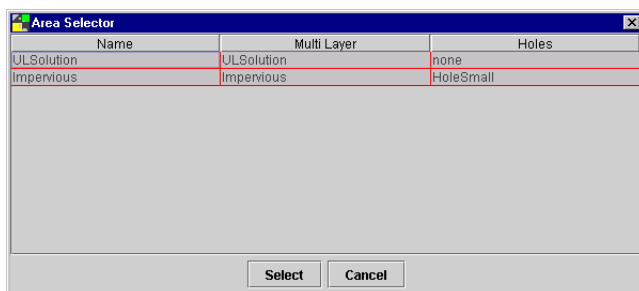 Area Selector
Name Multi Layer Holes
ULSolution ULSolution none
Impervious Impervious HoleSmall
Select Cancel